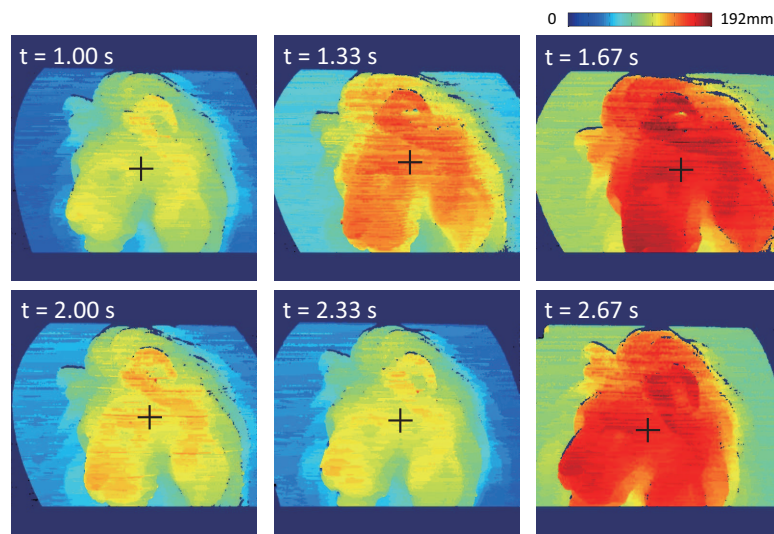 0 192mm
t = 1.00 s
t = 1.33 s
t = 1.67 s
t = 2.00 s
t = 2.33 s
t = 2.67 s